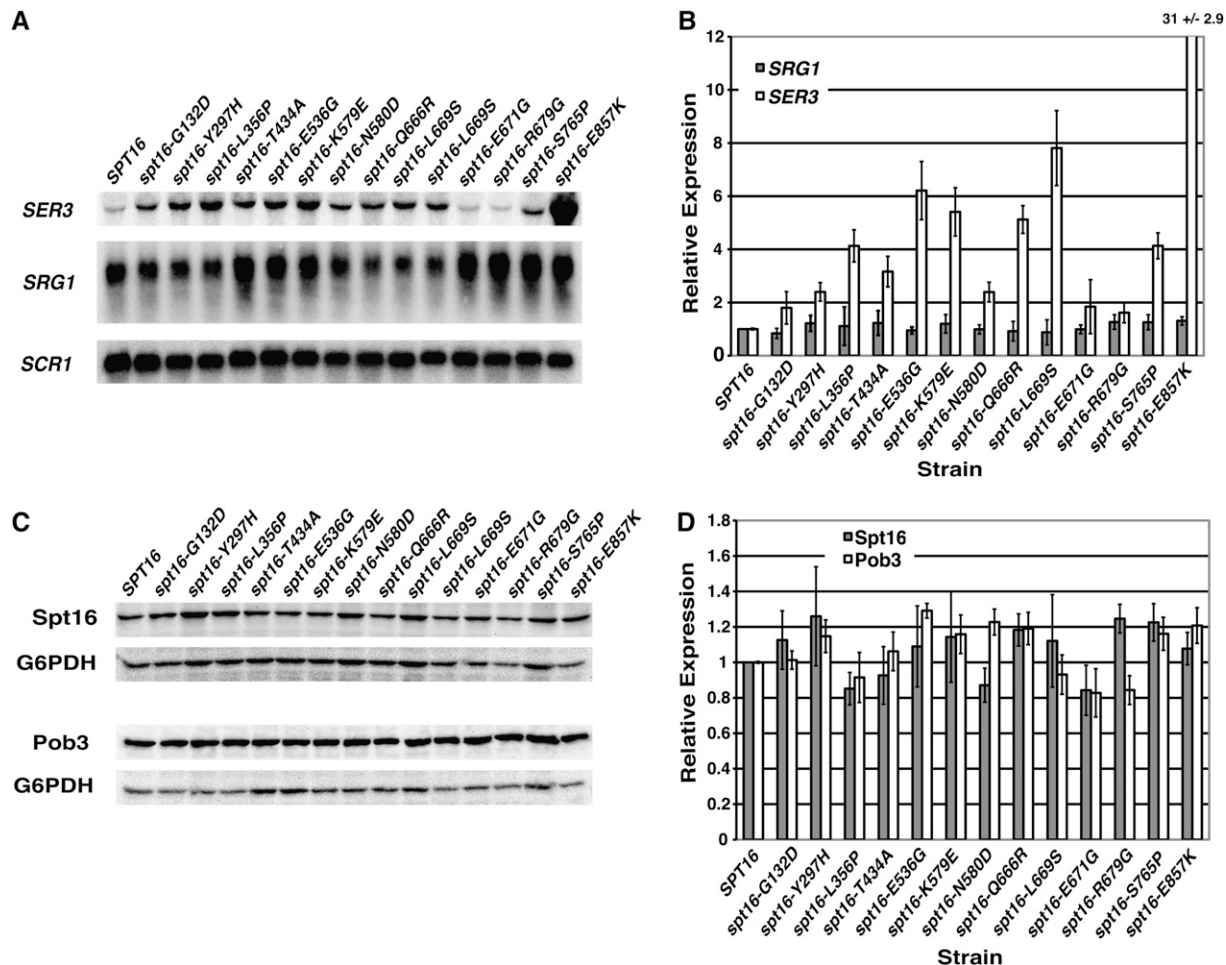 A
SPT16
spt16-G132D
spt16-Y297H
spt16-L356P
spt16-T434A
spt16-E536G
spt16-K579E
spt16-N580D
spt16-Q666R
spt16-L669S
spt16-L669S
spt16-E671G
spt16-R679G
spt16-S765P
spt16-E857K
SER3
SRG1
SCR1
B
31 +/- 2.9
SRG1
SER3
Relative Expression
12
10
8
6
4
2
0
SPT16
spt16-G132D
spt16-Y297H
spt16-L356P
spt16-T434A
spt16-E536G
spt16-K579E
spt16-N580D
spt16-Q666R
spt16-L669S
spt16-E671G
spt16-R679G
spt16-S765P
spt16-E857K
Strain
C
SPT16
spt16-G132D
spt16-Y297H
spt16-L356P
spt16-T434A
spt16-E536G
spt16-K579E
spt16-N580D
spt16-Q666R
spt16-L669S
spt16-L669S
spt16-E671G
spt16-R679G
spt16-S765P
spt16-E857K
Spt16
G6PDH
Pob3
G6PDH
D
Spt16
Pob3
Relative Expression
1.8
1.6
1.4
1.2
1
0.8
0.6
0.4
0.2
0
SPT16
spt16-G132D
spt16-Y297H
spt16-L356P
spt16-T434A
spt16-E536G
spt16-K579E
spt16-N580D
spt16-Q666R
spt16-L669S
spt16-E671G
spt16-R679G
spt16-S765P
spt16-E857K
Strain